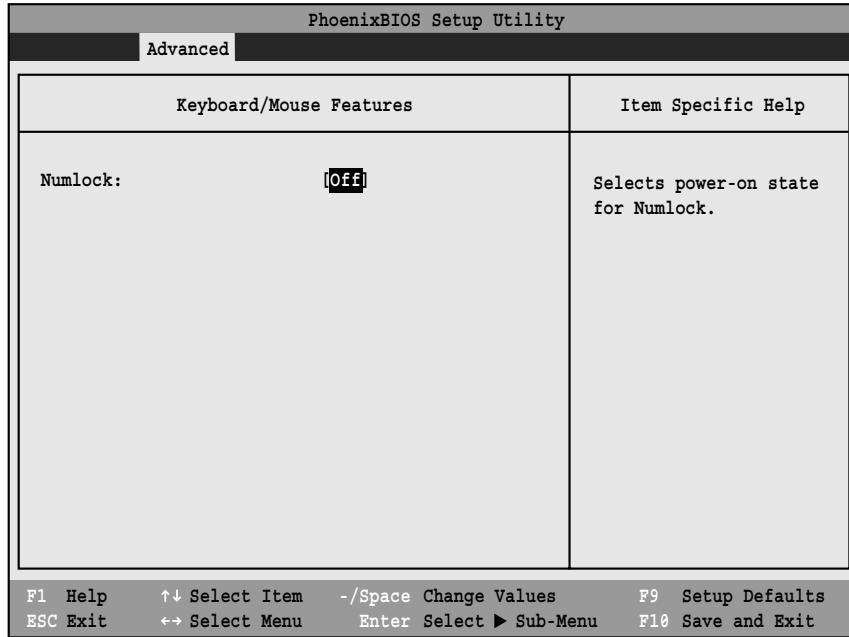 PhoenixBIOS Setup Utility
Advanced
Keyboard/Mouse Features
Item Specific Help
Numlock: [Off]
Selects power-on state
for Numlock.
F1 Help ↑↓ Select Item -/Space Change Values F9 Setup Defaults
ESC Exit ←→ Select Menu Enter Select ▶ Sub-Menu F10 Save and Exit